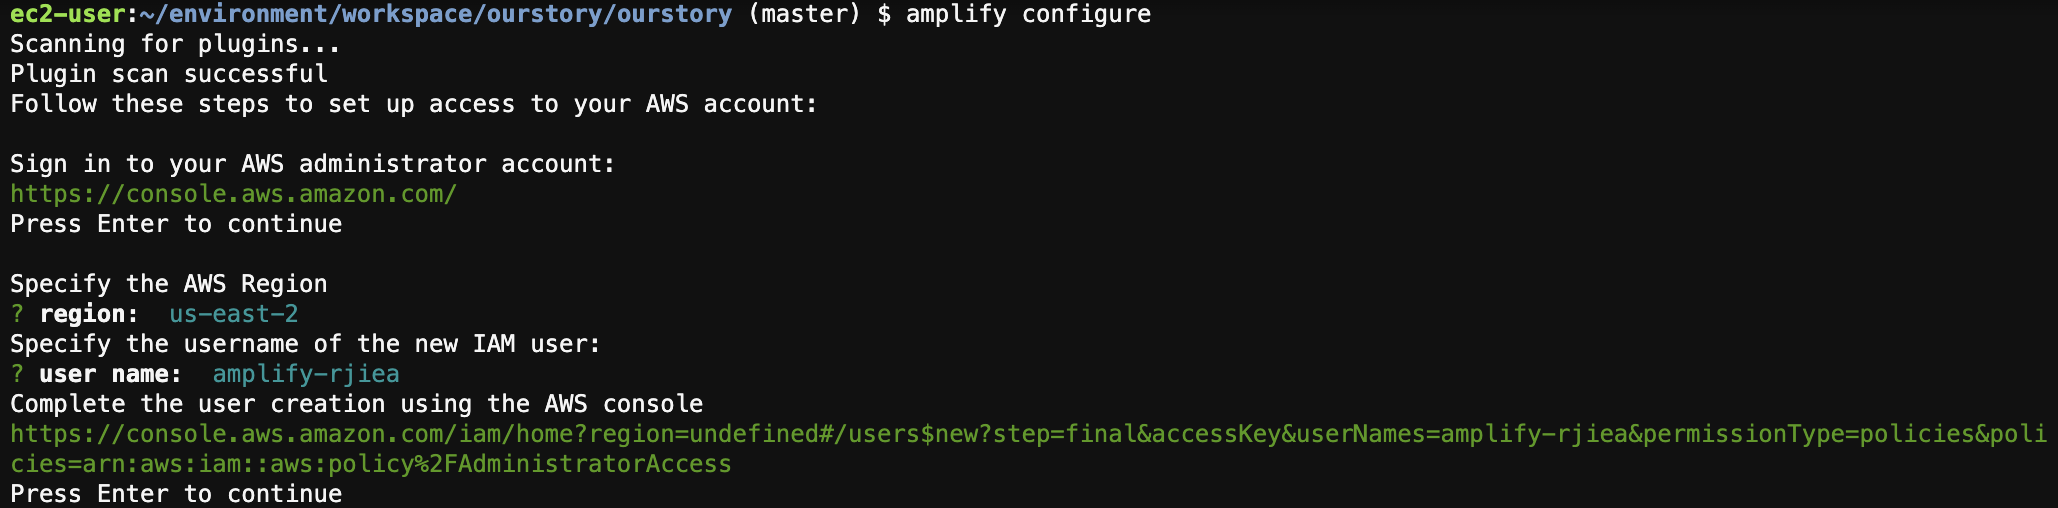 ec2-user:~/environment/workspace/ourstory/ourstory (master) $ amplify configure
Scanning for plugins...
Plugin scan successful
Follow these steps to set up access to your AWS account:
Sign in to your AWS administrator account:
https://console.aws.amazon.com/
Press Enter to continue
Specify the AWS Region
? region:  us-east-2
Specify the username of the new IAM user:
? user name:  amplify-rjiea
Complete the user creation using the AWS console
https://console.aws.amazon.com/iam/home?region=undefined#/users$new?step=final&accessKey&userNames=amplify-rjiea&permissionType=policies&poli
cies=arn:aws:iam::aws:policy%2FAdministratorAccess
Press Enter to continue